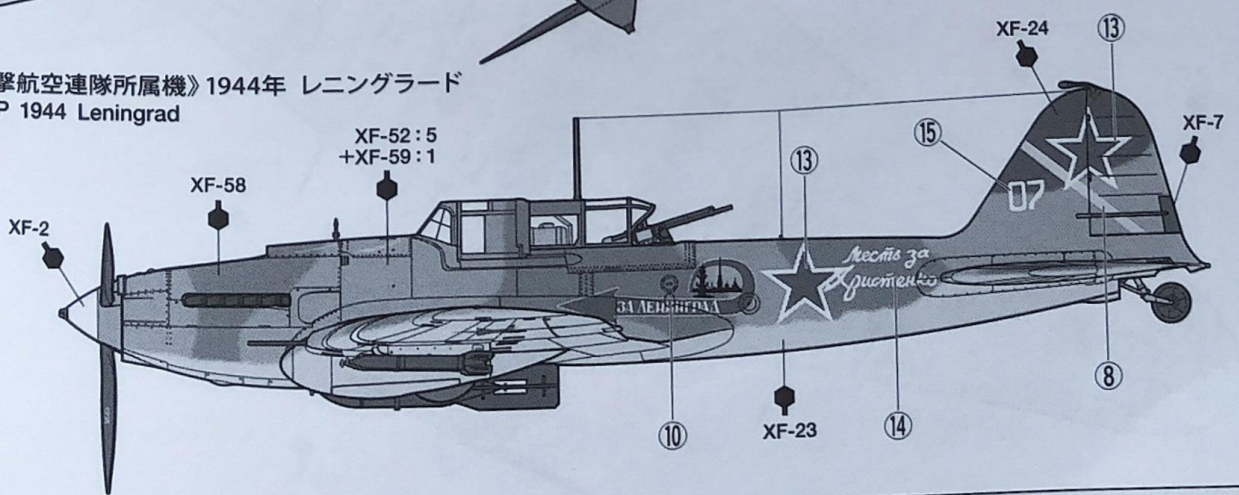 撃航空連隊所属機》1944年 レニングラード
P 1944 Leningrad
XF-2
XF-58
XF-52:5
+XF-59:1
⑬
⑮
XF-24
⑬
XF-7
07
Месть за
Христенко
ЗА ЛЕНИНГРАД
⑩
XF-23
⑭
⑧